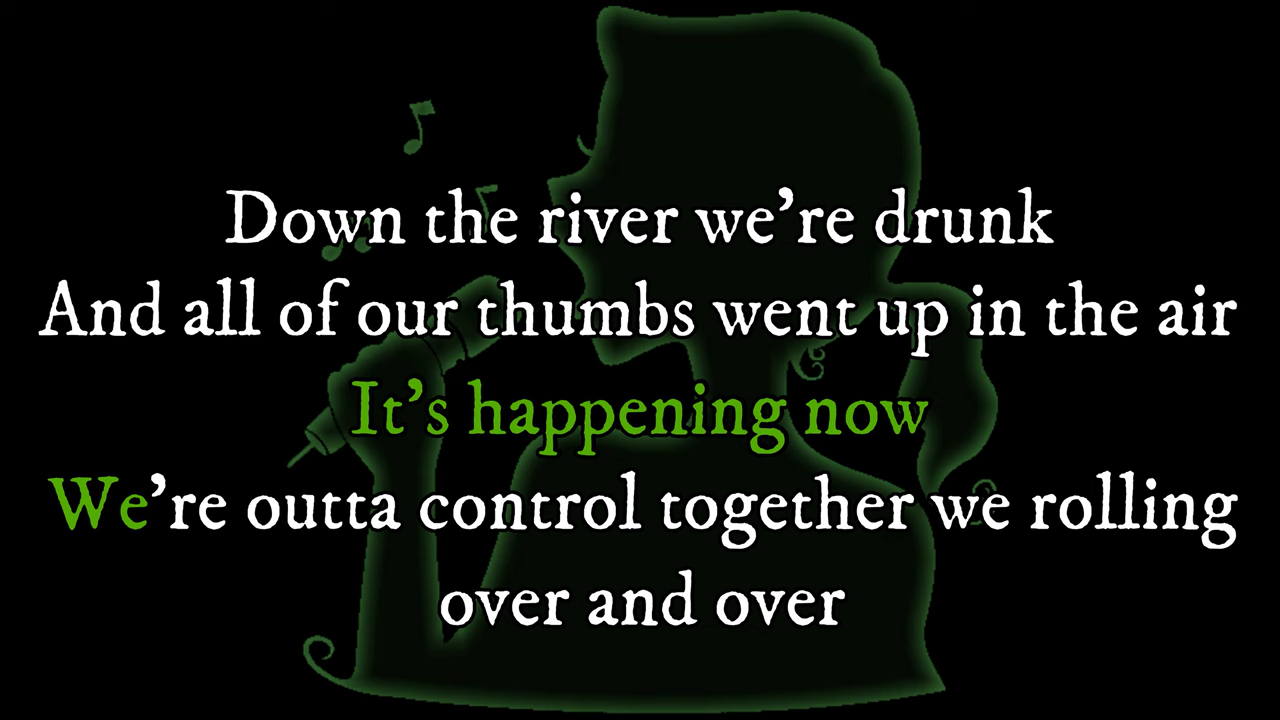 Down the river we’re drunk
And all of our thumbs went up in the air
It’s happening now
We’re outta control together we rolling
over and over